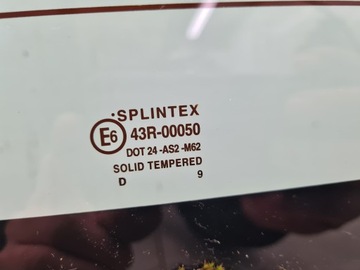 ·SPLINTEX
E6 43R-00050
DOT 24-AS2-M62
SOLID TEMPERED
D 9